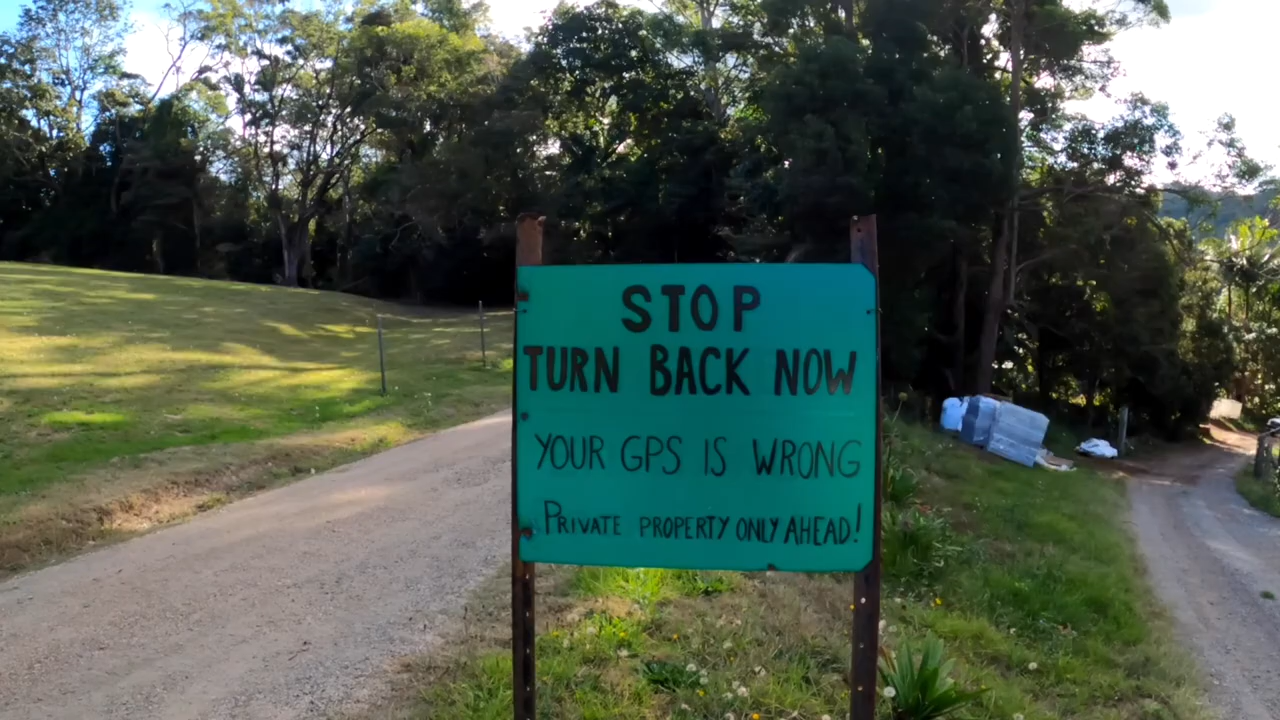 STOP
TURN BACK NOW
YOUR GPS IS WRONG
PRIVATE PROPERTY ONLY AHEAD!